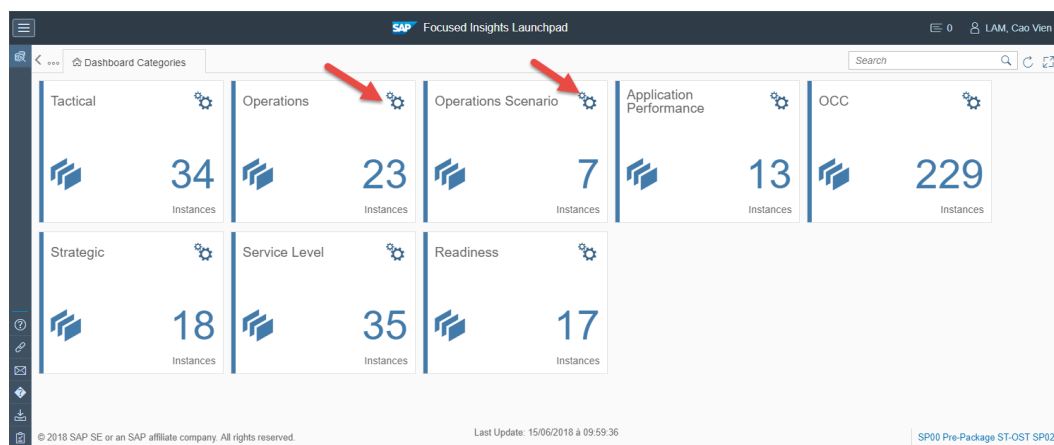 SAP Focused Insights Launchpad
0 LAM, Cao Vien
Dashboard Categories
Search
Tactical
34
Instances
Operations
23
Instances
Operations Scenario
7
Instances
Application
Performance
13
Instances
OCC
229
Instances
Strategic
18
Instances
Service Level
35
Instances
Readiness
17
Instances
© 2018 SAP SE or an SAP affiliate company. All rights reserved.
Last Update: 15/06/2018 à 09:59:36
SP00 Pre-Package ST-OST SP02